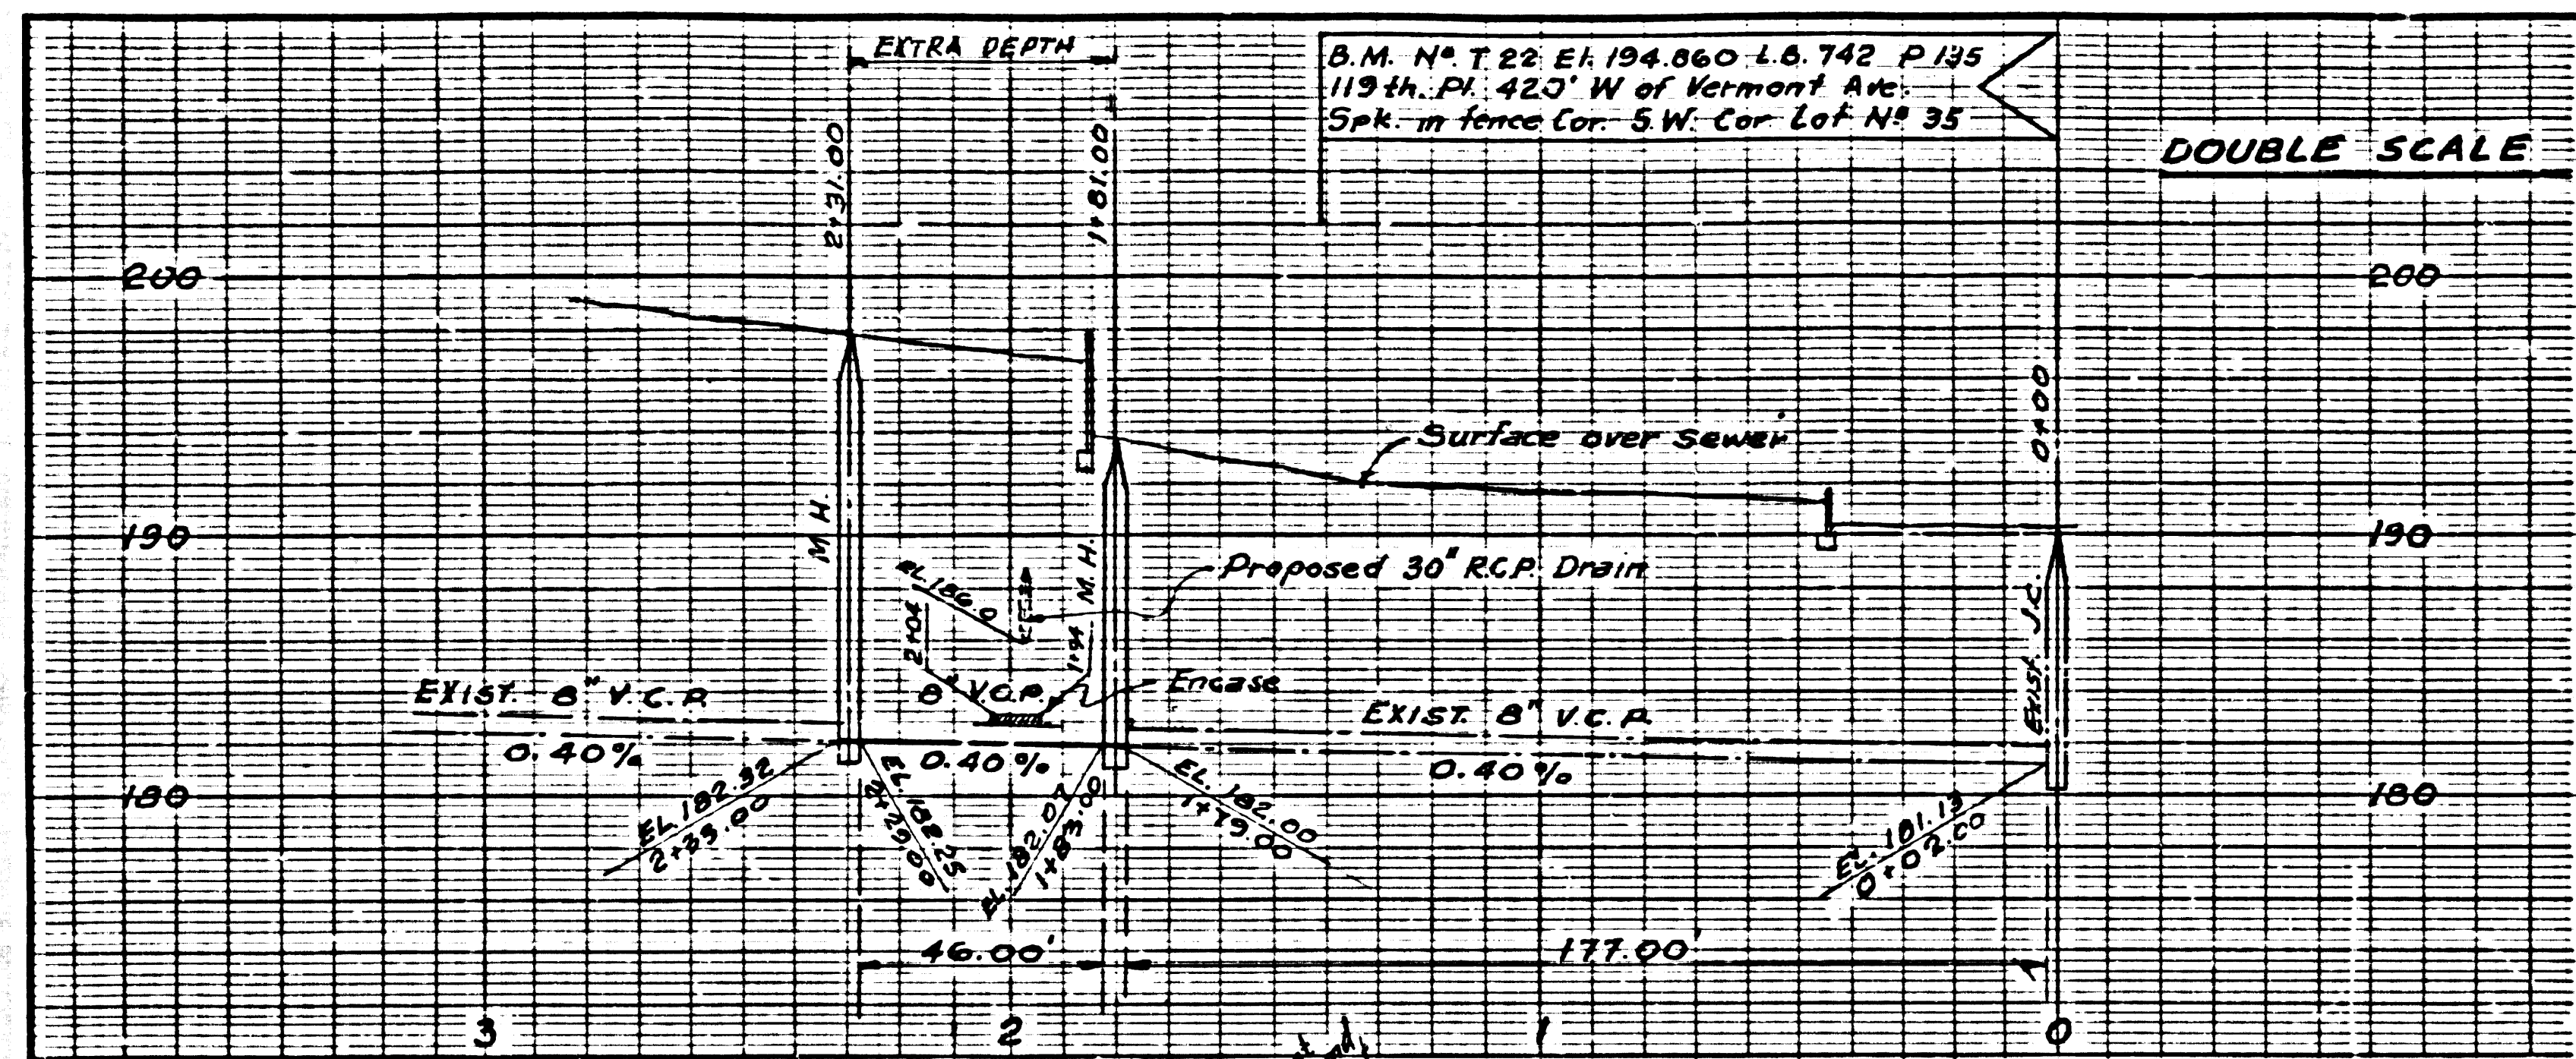 EXTRA DEPTH
B.M. Nº T 22 El. 194.860 L.B. 742 P 135
119th. Pl. 420' W of Vermont Ave.
Spk. in fence Cor. S.W. Cor Lot Nº 35
DOUBLE SCALE
2+31.00
1+81.00
0+00
200
200
Surface over sewer
190
190
M.H.
M.H.
EXIST. J.C.
Proposed 30" R.C.P. Drain
EL. 186.0
2+04
1+94
8" V.C.P.
Encase
EXIST. 8" V.C.P.
0.40%
0.40%
EXIST. 8" V.C.P.
0.40%
180
180
EL. 182.32
2+33.00
EL. 182.25
2+29.00
EL. 182.07
1+83.00
EL. 182.00
1+79.00
EL. 181.13
0+02.00
46.00'
177.00'
3
2
1
0